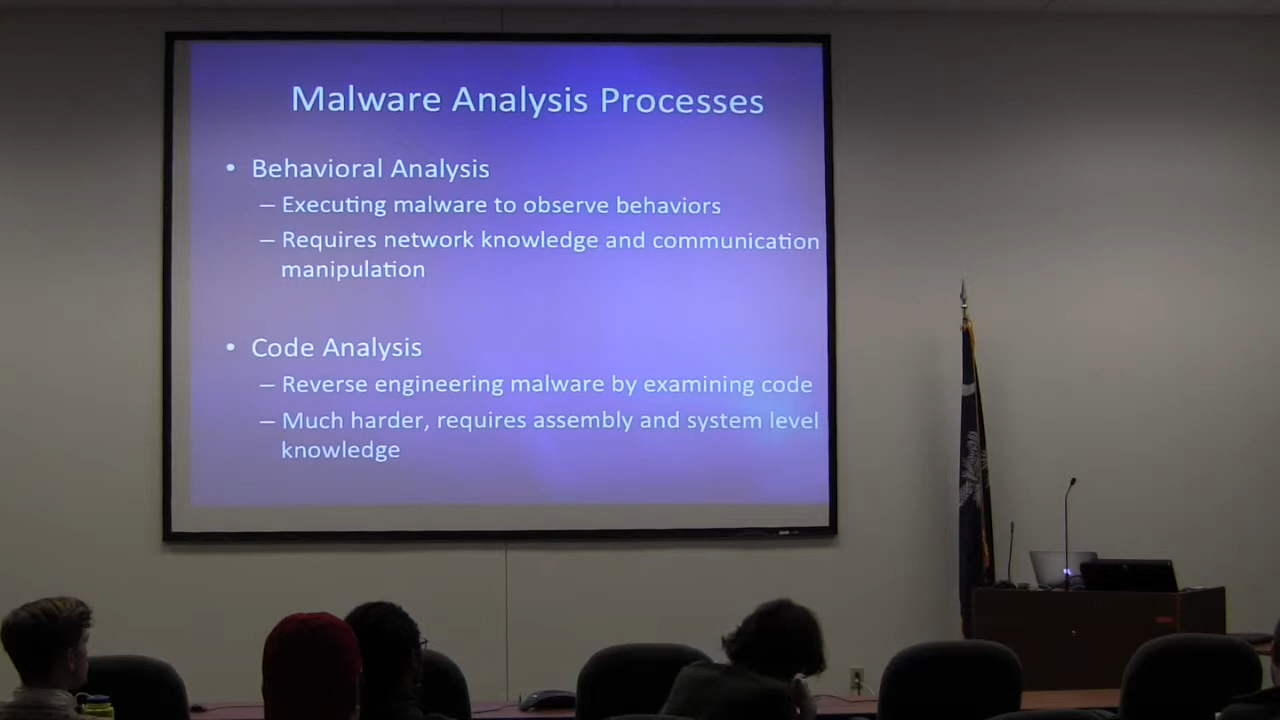 Malware Analysis Processes
• Behavioral Analysis
– Executing malware to observe behaviors
– Requires network knowledge and communication
manipulation
• Code Analysis
– Reverse engineering malware by examining code
– Much harder, requires assembly and system level
knowledge